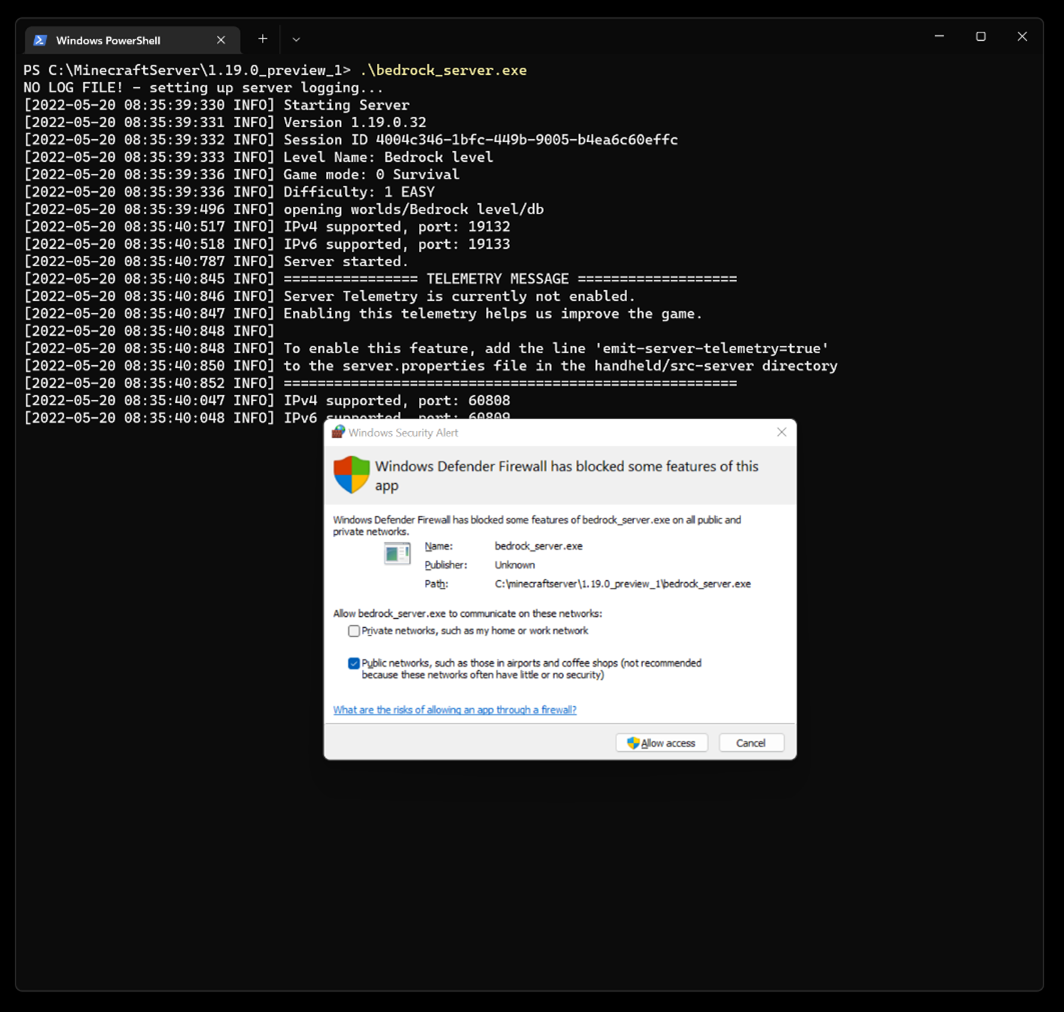 Windows PowerShell
PS C:\MinecraftServer\1.19.0_preview_1> .\bedrock_server.exe
NO LOG FILE! - setting up server logging...
[2022-05-20 08:35:39:330 INFO] Starting Server
[2022-05-20 08:35:39:331 INFO] Version 1.19.0.32
[2022-05-20 08:35:39:332 INFO] Session ID 4004c346-1bfc-449b-9005-b4ea6c60effc
[2022-05-20 08:35:39:333 INFO] Level Name: Bedrock level
[2022-05-20 08:35:39:336 INFO] Game mode: 0 Survival
[2022-05-20 08:35:39:336 INFO] Difficulty: 1 EASY
[2022-05-20 08:35:39:496 INFO] opening worlds/Bedrock level/db
[2022-05-20 08:35:40:517 INFO] IPv4 supported, port: 19132
[2022-05-20 08:35:40:518 INFO] IPv6 supported, port: 19133
[2022-05-20 08:35:40:787 INFO] Server started.
[2022-05-20 08:35:40:845 INFO] ================ TELEMETRY MESSAGE ===================
[2022-05-20 08:35:40:846 INFO] Server Telemetry is currently not enabled.
[2022-05-20 08:35:40:847 INFO] Enabling this telemetry helps us improve the game.
[2022-05-20 08:35:40:848 INFO]
[2022-05-20 08:35:40:848 INFO] To enable this feature, add the line 'emit-server-telemetry=true'
[2022-05-20 08:35:40:850 INFO] to the server.properties file in the handheld/src-server directory
[2022-05-20 08:35:40:852 INFO] ======================================================
[2022-05-20 08:35:40:047 INFO] IPv4 supported, port: 60808
[2022-05-20 08:35:40:048 INFO] IPv6 supported, port: 60809
Windows Security Alert
Windows Defender Firewall has blocked some features of this
app
Windows Defender Firewall has blocked some features of bedrock_server.exe on all public and
private networks.
Name: bedrock_server.exe
Publisher: Unknown
Path: C:\minecraftserver\1.19.0_preview_1\bedrock_server.exe
Allow bedrock_server.exe to communicate on these networks:
Private networks, such as my home or work network
Public networks, such as those in airports and coffee shops (not recommended
because these networks often have little or no security)
What are the risks of allowing an app through a firewall?
Allow access Cancel